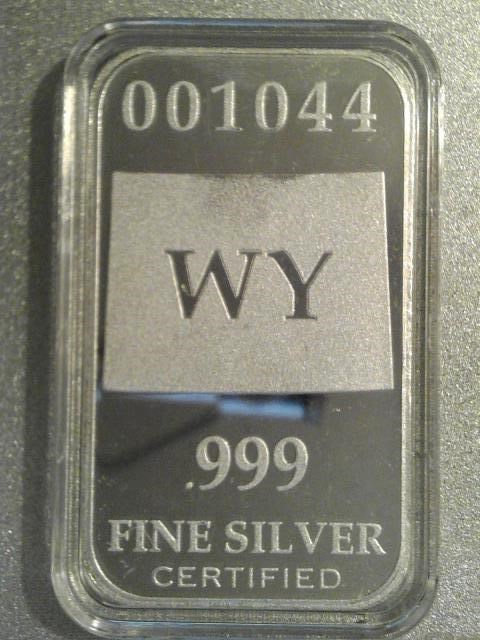 001044
WY
.999
FINE SILVER
CERTIFIED